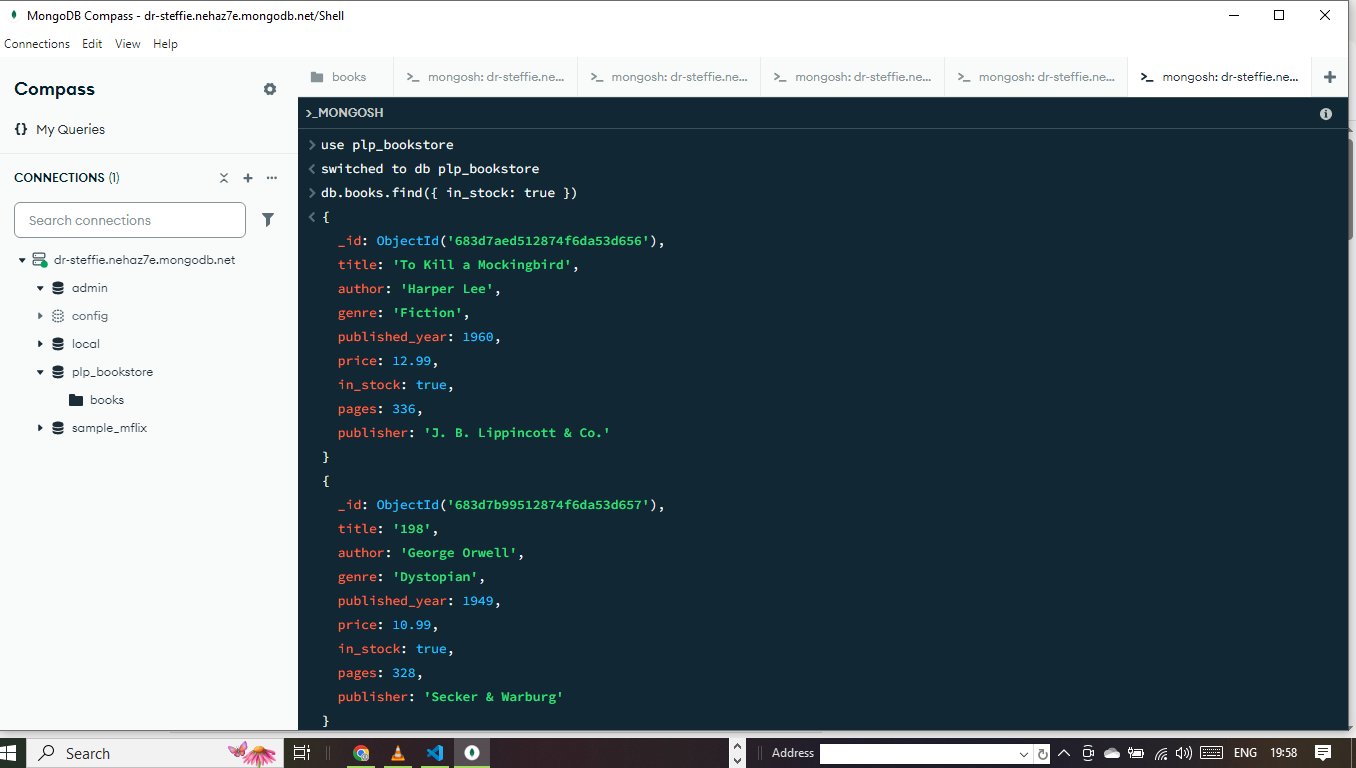 MongoDB Compass - dr-steffie.nehaz7e.mongodb.net/Shell
Connections Edit View Help
Compass
{} My Queries
CONNECTIONS (1)
Search connections
dr-steffie.nehaz7e.mongodb.net
admin
config
local
plp_bookstore
books
sample_mflix
books
>_ mongosh: dr-steffie.ne...
>_ mongosh: dr-steffie.ne...
>_ mongosh: dr-steffie.ne...
>_ mongosh: dr-steffie.ne...
>_ mongosh: dr-steffie.ne...
>_MONGOSH
> use plp_bookstore
< switched to db plp_bookstore
> db.books.find({ in_stock: true })
< {
_id: ObjectId('683d7aed512874f6da53d656'),
title: 'To Kill a Mockingbird',
author: 'Harper Lee',
genre: 'Fiction',
published_year: 1960,
price: 12.99,
in_stock: true,
pages: 336,
publisher: 'J. B. Lippincott & Co.'
}
{
_id: ObjectId('683d7b99512874f6da53d657'),
title: '198',
author: 'George Orwell',
genre: 'Dystopian',
published_year: 1949,
price: 10.99,
in_stock: true,
pages: 328,
publisher: 'Secker & Warburg'
}
Search
Address
ENG 19:58